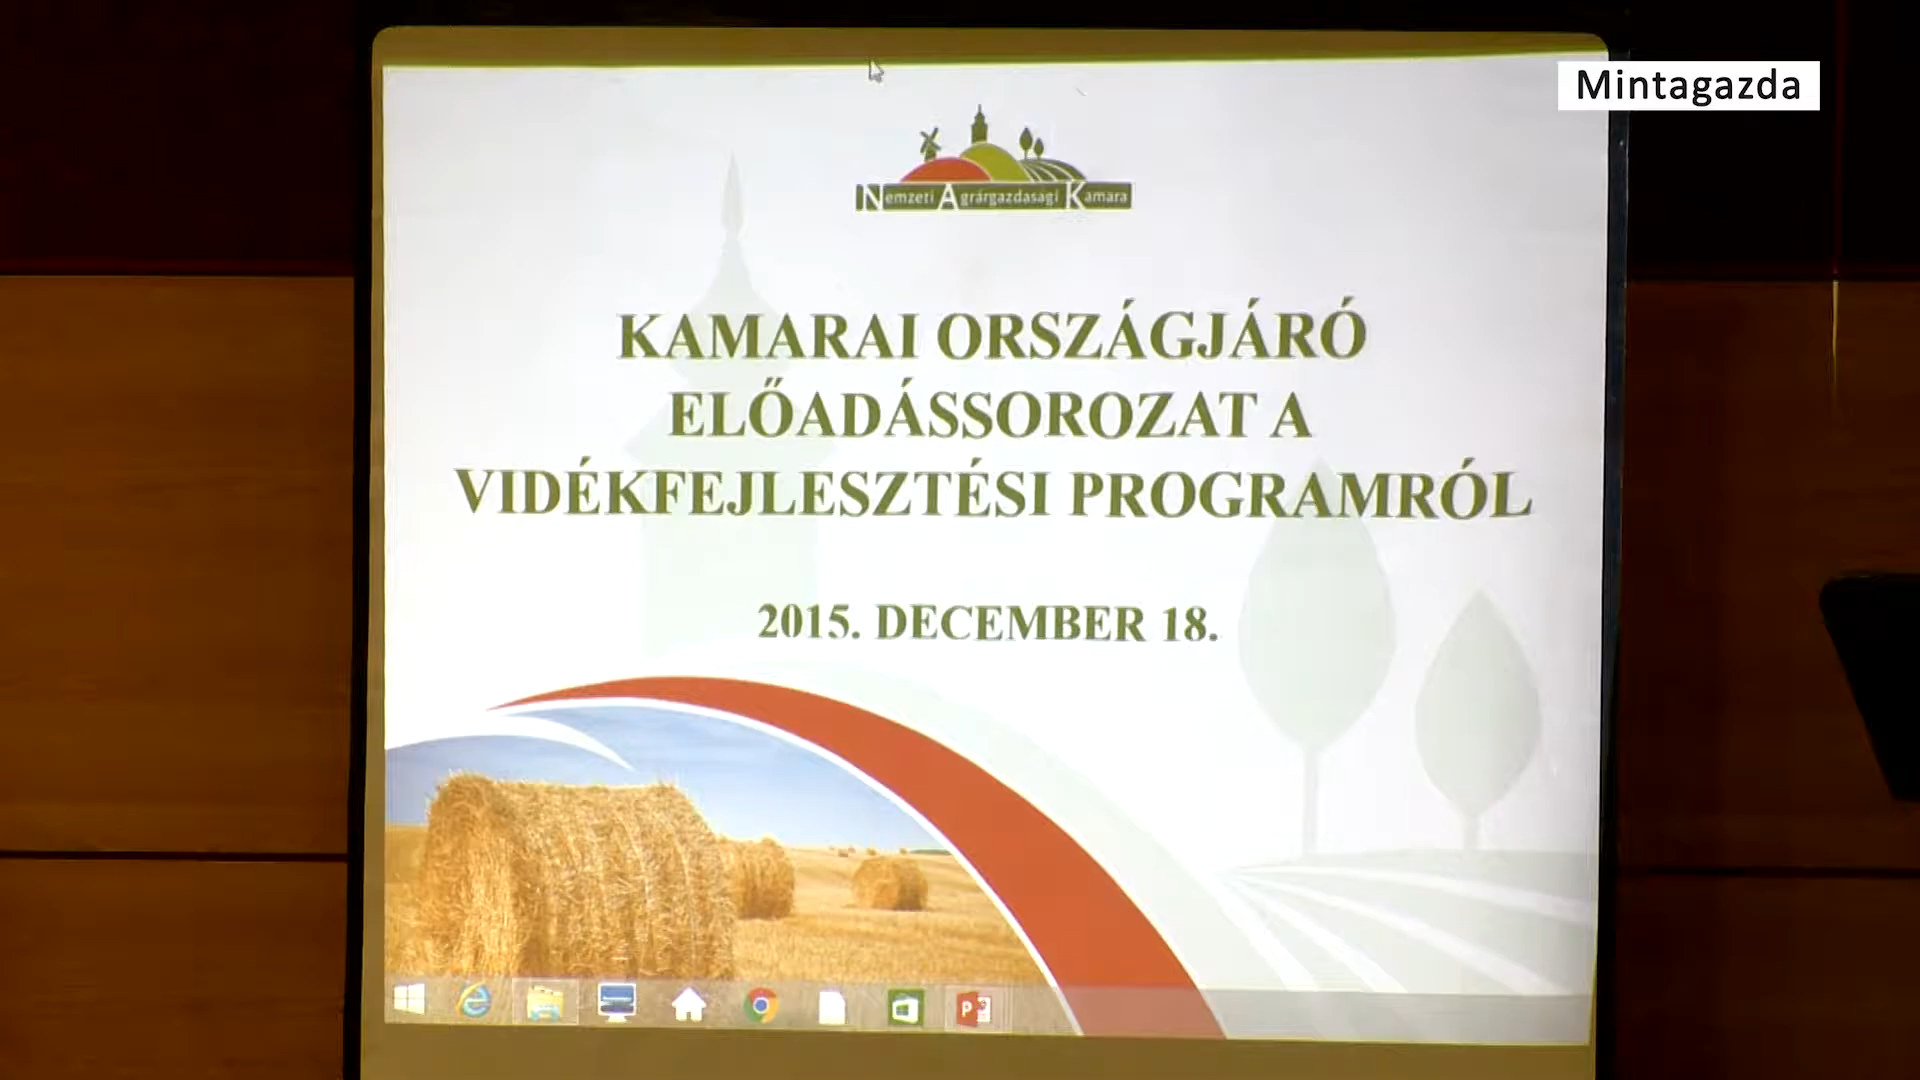 Mintagazda
Nemzeti Agrárgazdasági Kamara
KAMARAI ORSZÁGJÁRÓ
ELŐADÁSSOROZAT A
VIDÉKFEJLESZTÉSI PROGRAMRÓL
2015. DECEMBER 18.